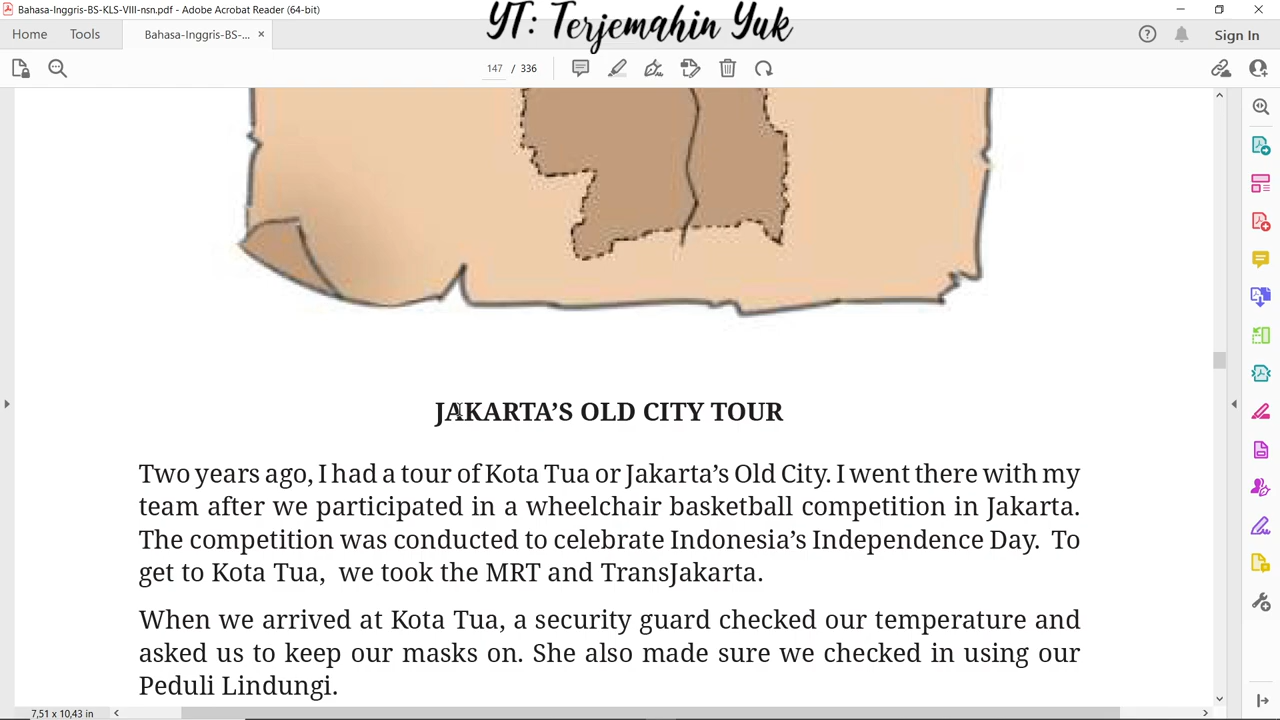 Bahasa-Inggris-BS-KLS-VIII-nsn.pdf - Adobe Acrobat Reader (64-bit)
YT: Terjemahin Yuk
Home Tools Bahasa-Inggris-BS-... × Sign In
147 / 336
JAKARTA’S OLD CITY TOUR
Two years ago, I had a tour of Kota Tua or Jakarta’s Old City. I went there with my
team after we participated in a wheelchair basketball competition in Jakarta.
The competition was conducted to celebrate Indonesia’s Independence Day. To
get to Kota Tua, we took the MRT and TransJakarta.
When we arrived at Kota Tua, a security guard checked our temperature and
asked us to keep our masks on. She also made sure we checked in using our
Peduli Lindungi.
7,51 x 10,43 in